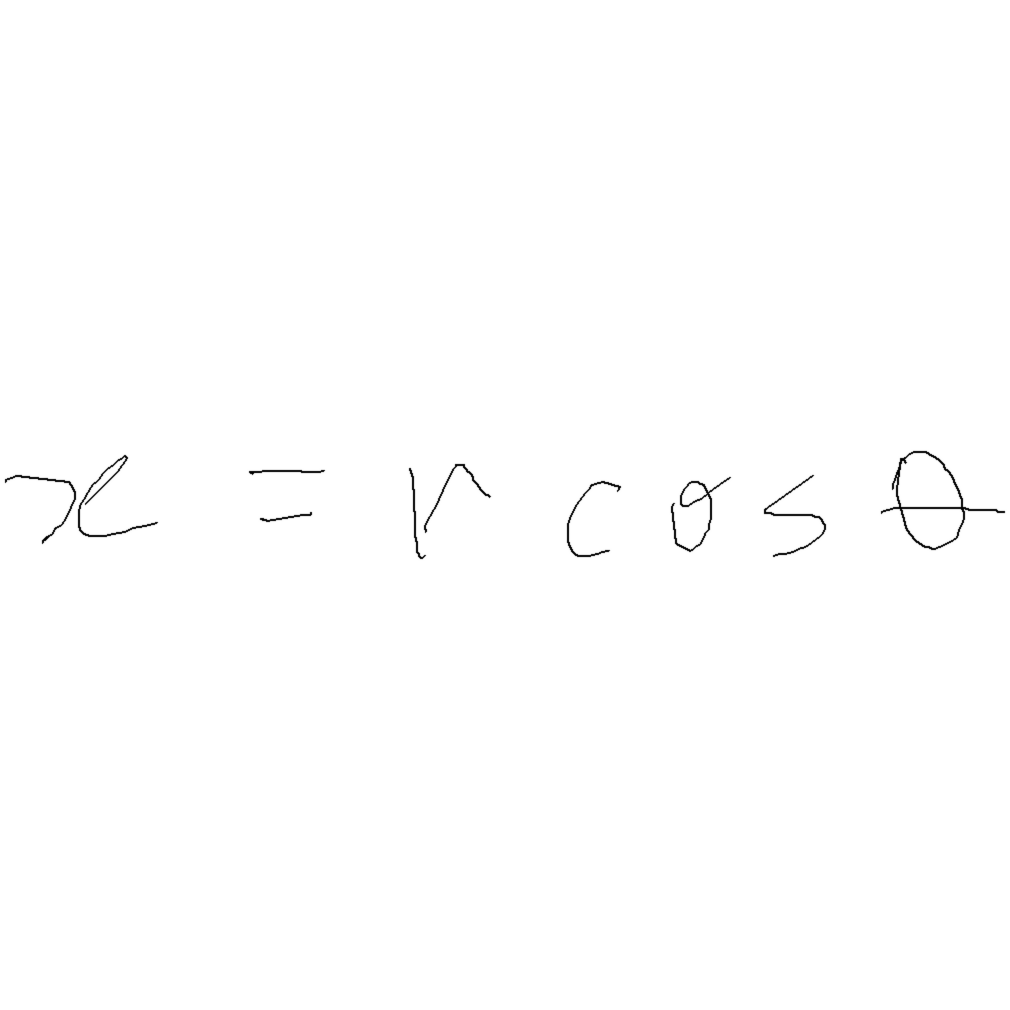 x = r cos θ